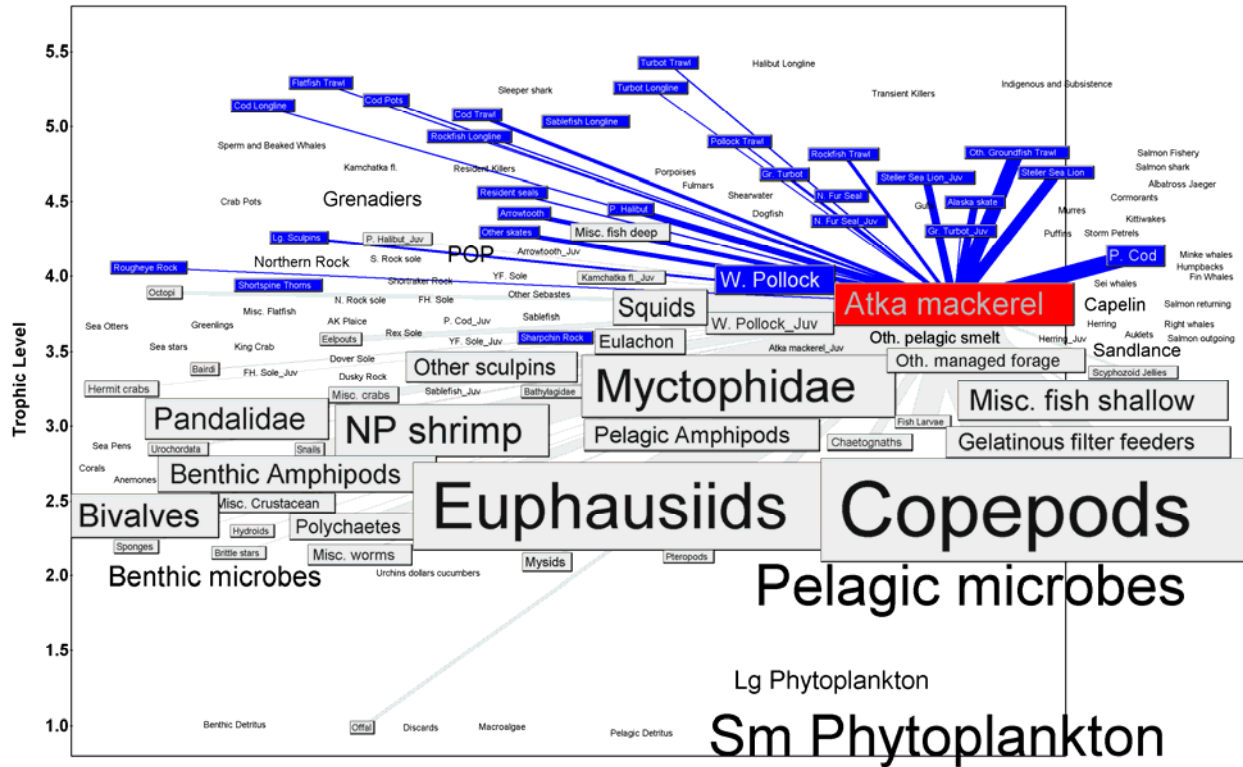 5.5
Turbot Trawl
Halibut Longline
Flatfish Trawl
Turbot Longline
Indigenous and Subsistence
Sleeper shark
Transient Killers
Cod Longline
Cod Pots
Cod Trawl
Sablefish Longline
5.0
Rockfish Longline
Pollock Trawl
Sperm and Beaked Whales
Rockfish Trawl
Oth. Groundfish Trawl
Salmon Fishery
Kamchatka fl.
Resident Killers
Porpoises
Gr. Turbot
Steller Sea Lion_Juv
Steller Sea Lion
Salmon shark
Fulmars
Albatross Jaeger
Crab Pots
Grenadiers
Resident seals
Shearwater
N. Fur Seal
Alaska skate
Cormorants
4.5
Arrowtooth
P. Halibut
Dogfish
N. Fur Seal_Juv
Gulls
Murres
Kittiwakes
Lg. Sculpins
P. Halibut_Juv
Other skates
Misc. fish deep
Gr. Turbot_Juv
Puffins
Storm Petrels
Northern Rock
S. Rock sole
POP
Arrowtooth_Juv
P. Cod
Minke whales
Rougheye Rock
Humpbacks
4.0
Shortspine Thorns
Shortraker Rock
YF. Sole
Kamchatka fl._Juv
W. Pollock
Sei whales
Fin Whales
Octopi
N. Rock sole
FH. Sole
Other Sebastes
Squids
Atka mackerel
Capelin
Salmon returning
Misc. Flatfish
Sea Otters
Greenlings
AK Plaice
P. Cod_Juv
Sablefish
W. Pollock_Juv
Herring
Right whales
Rex Sole
Eelpouts
YF. Sole_Juv
Sharpchin Rock
Eulachon
Oth. pelagic smelt
Herring_Juv
Auklets
Salmon outgoing
3.5
Sea stars
King Crab
Dover Sole
Atka mackerel_Juv
Oth. managed forage
Sandlance
Bairdi
FH. Sole_Juv
Dusky Rock
Other sculpins
Scyphozoid Jellies
Hermit crabs
Misc. crabs
Sablefish_Juv
Bathylagidae
Myctophidae
Misc. fish shallow
Trophic Level
Pandalidae
NP shrimp
Pelagic Amphipods
Fish Larvae
3.0
Sea Pens
Urochordata
Snails
Chaetognaths
Gelatinous filter feeders
Corals
Anemones
Benthic Amphipods
2.5
Bivalves
Misc. Crustacean
Euphausiids
Copepods
Hydroids
Polychaetes
Sponges
Brittle stars
Misc. worms
Mysids
Pteropods
2.0
Benthic microbes
Urchins dollars cucumbers
Pelagic microbes
1.5
Lg Phytoplankton
1.0
Benthic Detritus
Offal
Discards
Macroalgae
Pelagic Detritus
Sm Phytoplankton